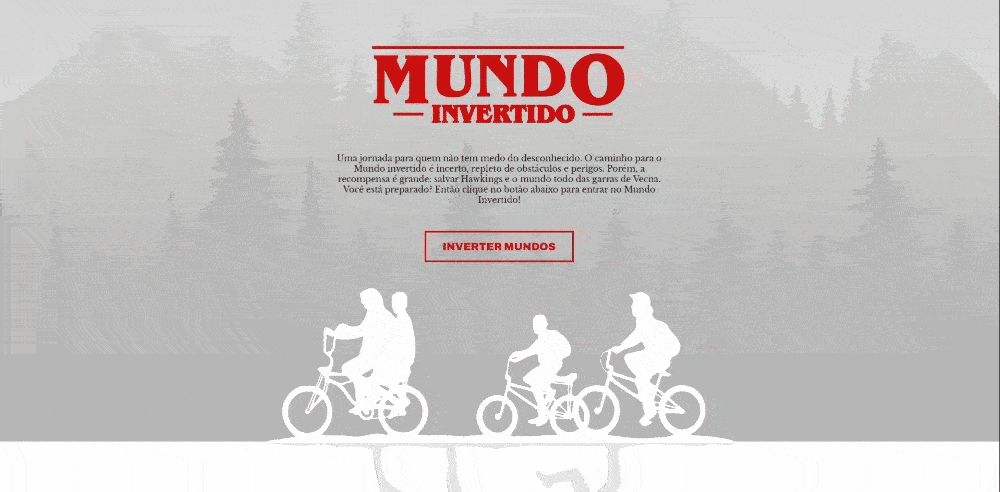 MUNDO
INVERTIDO
Uma jornada para quem não tem medo do desconhecido. O caminho para o
Mundo invertido é incerto, repleto de obstáculos e perigos. Porém, a
recompensa é grande: salvar Hawkings e o mundo todo das garras de Vecna.
Você está preparado? Então clique no botão abaixo para entrar no Mundo
Invertido!
INVERTER MUNDOS